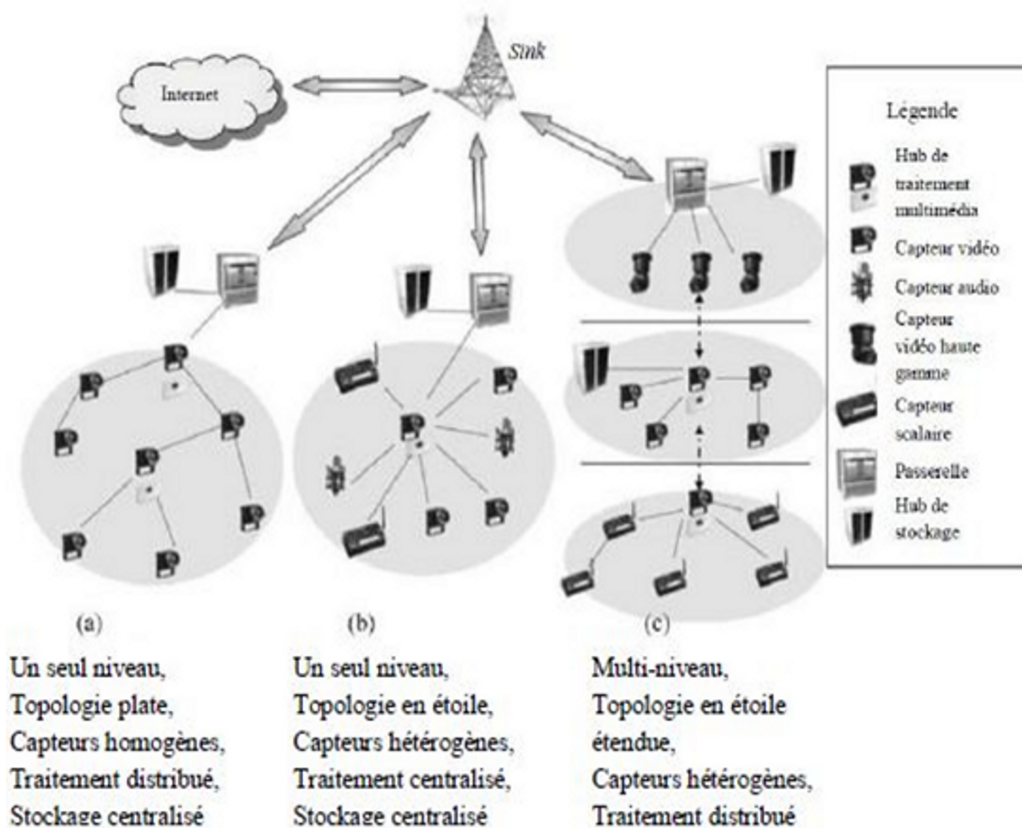 Sink
Internet
Légende
Hub de
traitement
multimédia
Capteur vidéo
Capteur audio
Capteur
vidéo haute
gamme
Capteur
scalaire
Passerelle
Hub de
stockage
(a)
(b)
(c)
Un seul niveau,
Topologie plate,
Capteurs homogènes,
Traitement distribué,
Stockage centralisé
Un seul niveau,
Topologie en étoile,
Capteurs hétérogènes,
Traitement centralisé,
Stockage centralisé
Multi-niveau,
Topologie en étoile
étendue,
Capteurs hétérogènes,
Traitement distribué